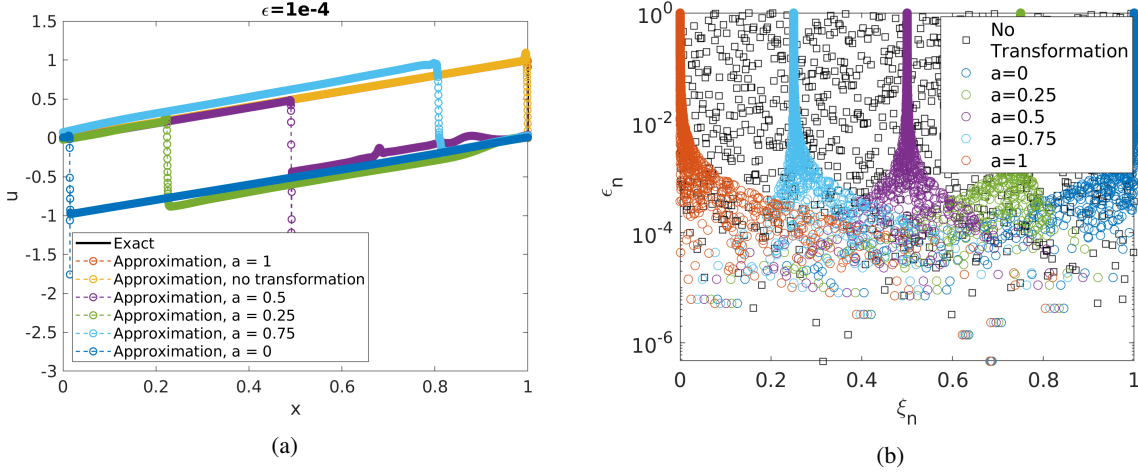 ϵ=1e-4
1.5
1
0.5
0
-0.5
-1
-1.5
-2
-2.5
-3
u
0
0.2
0.4
0.6
0.8
1
x
Exact
Approximation, a = 1
Approximation, no transformation
Approximation, a = 0.5
Approximation, a = 0.25
Approximation, a = 0.75
Approximation, a = 0
(a)
10^0
10^-2
10^-4
10^-6
ϵ_n
0
0.2
0.4
0.6
0.8
1
ξ_n
No
Transformation
a=0
a=0.25
a=0.5
a=0.75
a=1
(b)